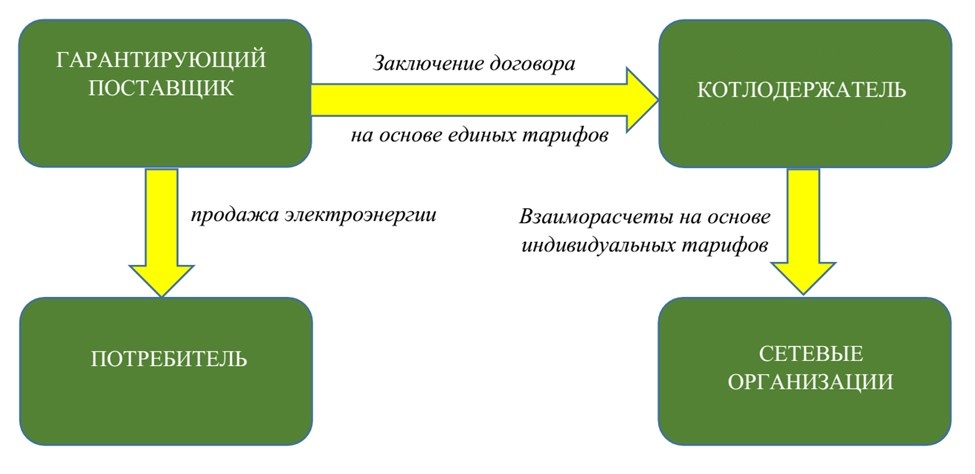 ГАРАНТИРУЮЩИЙ
ПОСТАВЩИК
Заключение договора
на основе единых тарифов
КОТЛОДЕРЖАТЕЛЬ
продажа электроэнергии
Взаиморасчеты на основе
индивидуальных тарифов
ПОТРЕБИТЕЛЬ
СЕТЕВЫЕ
ОРГАНИЗАЦИИ